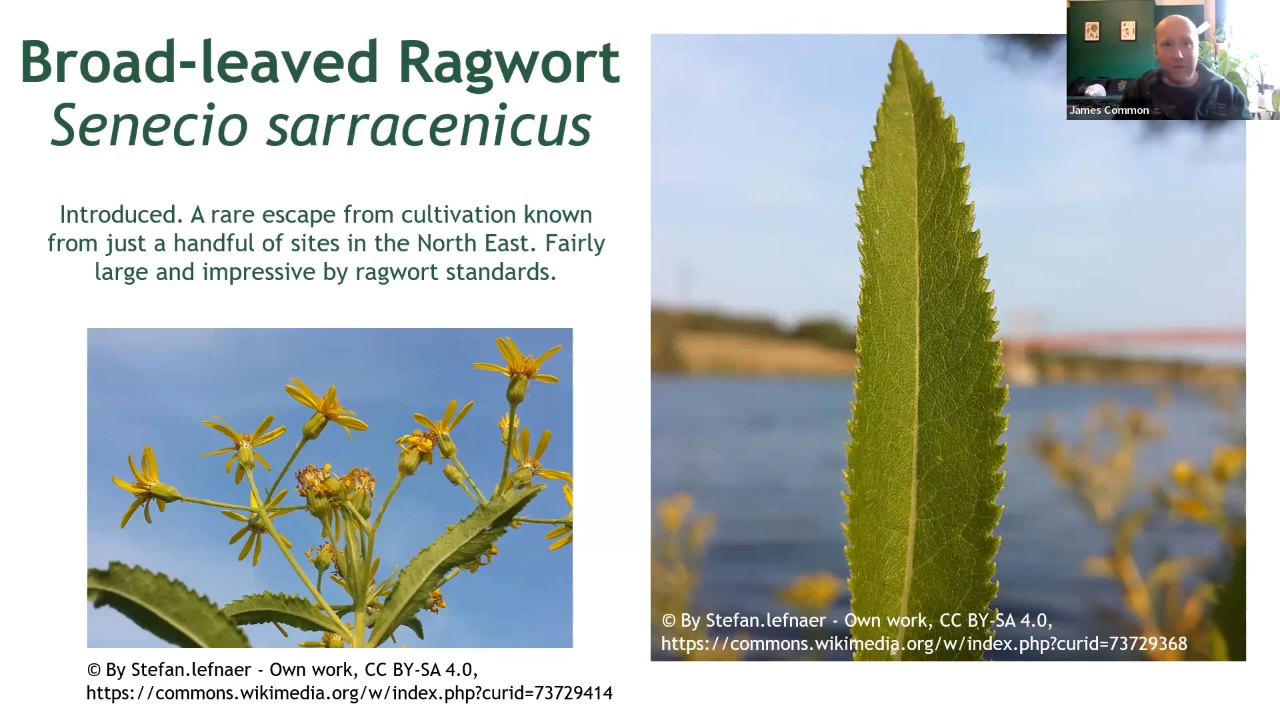 Broad-leaved Ragwort
Senecio sarracenicus
Introduced. A rare escape from cultivation known
from just a handful of sites in the North East. Fairly
large and impressive by ragwort standards.
© By Stefan.lefnaer - Own work, CC BY-SA 4.0,
https://commons.wikimedia.org/w/index.php?curid=73729414
James Common
© By Stefan.lefnaer - Own work, CC BY-SA 4.0,
https://commons.wikimedia.org/w/index.php?curid=73729368